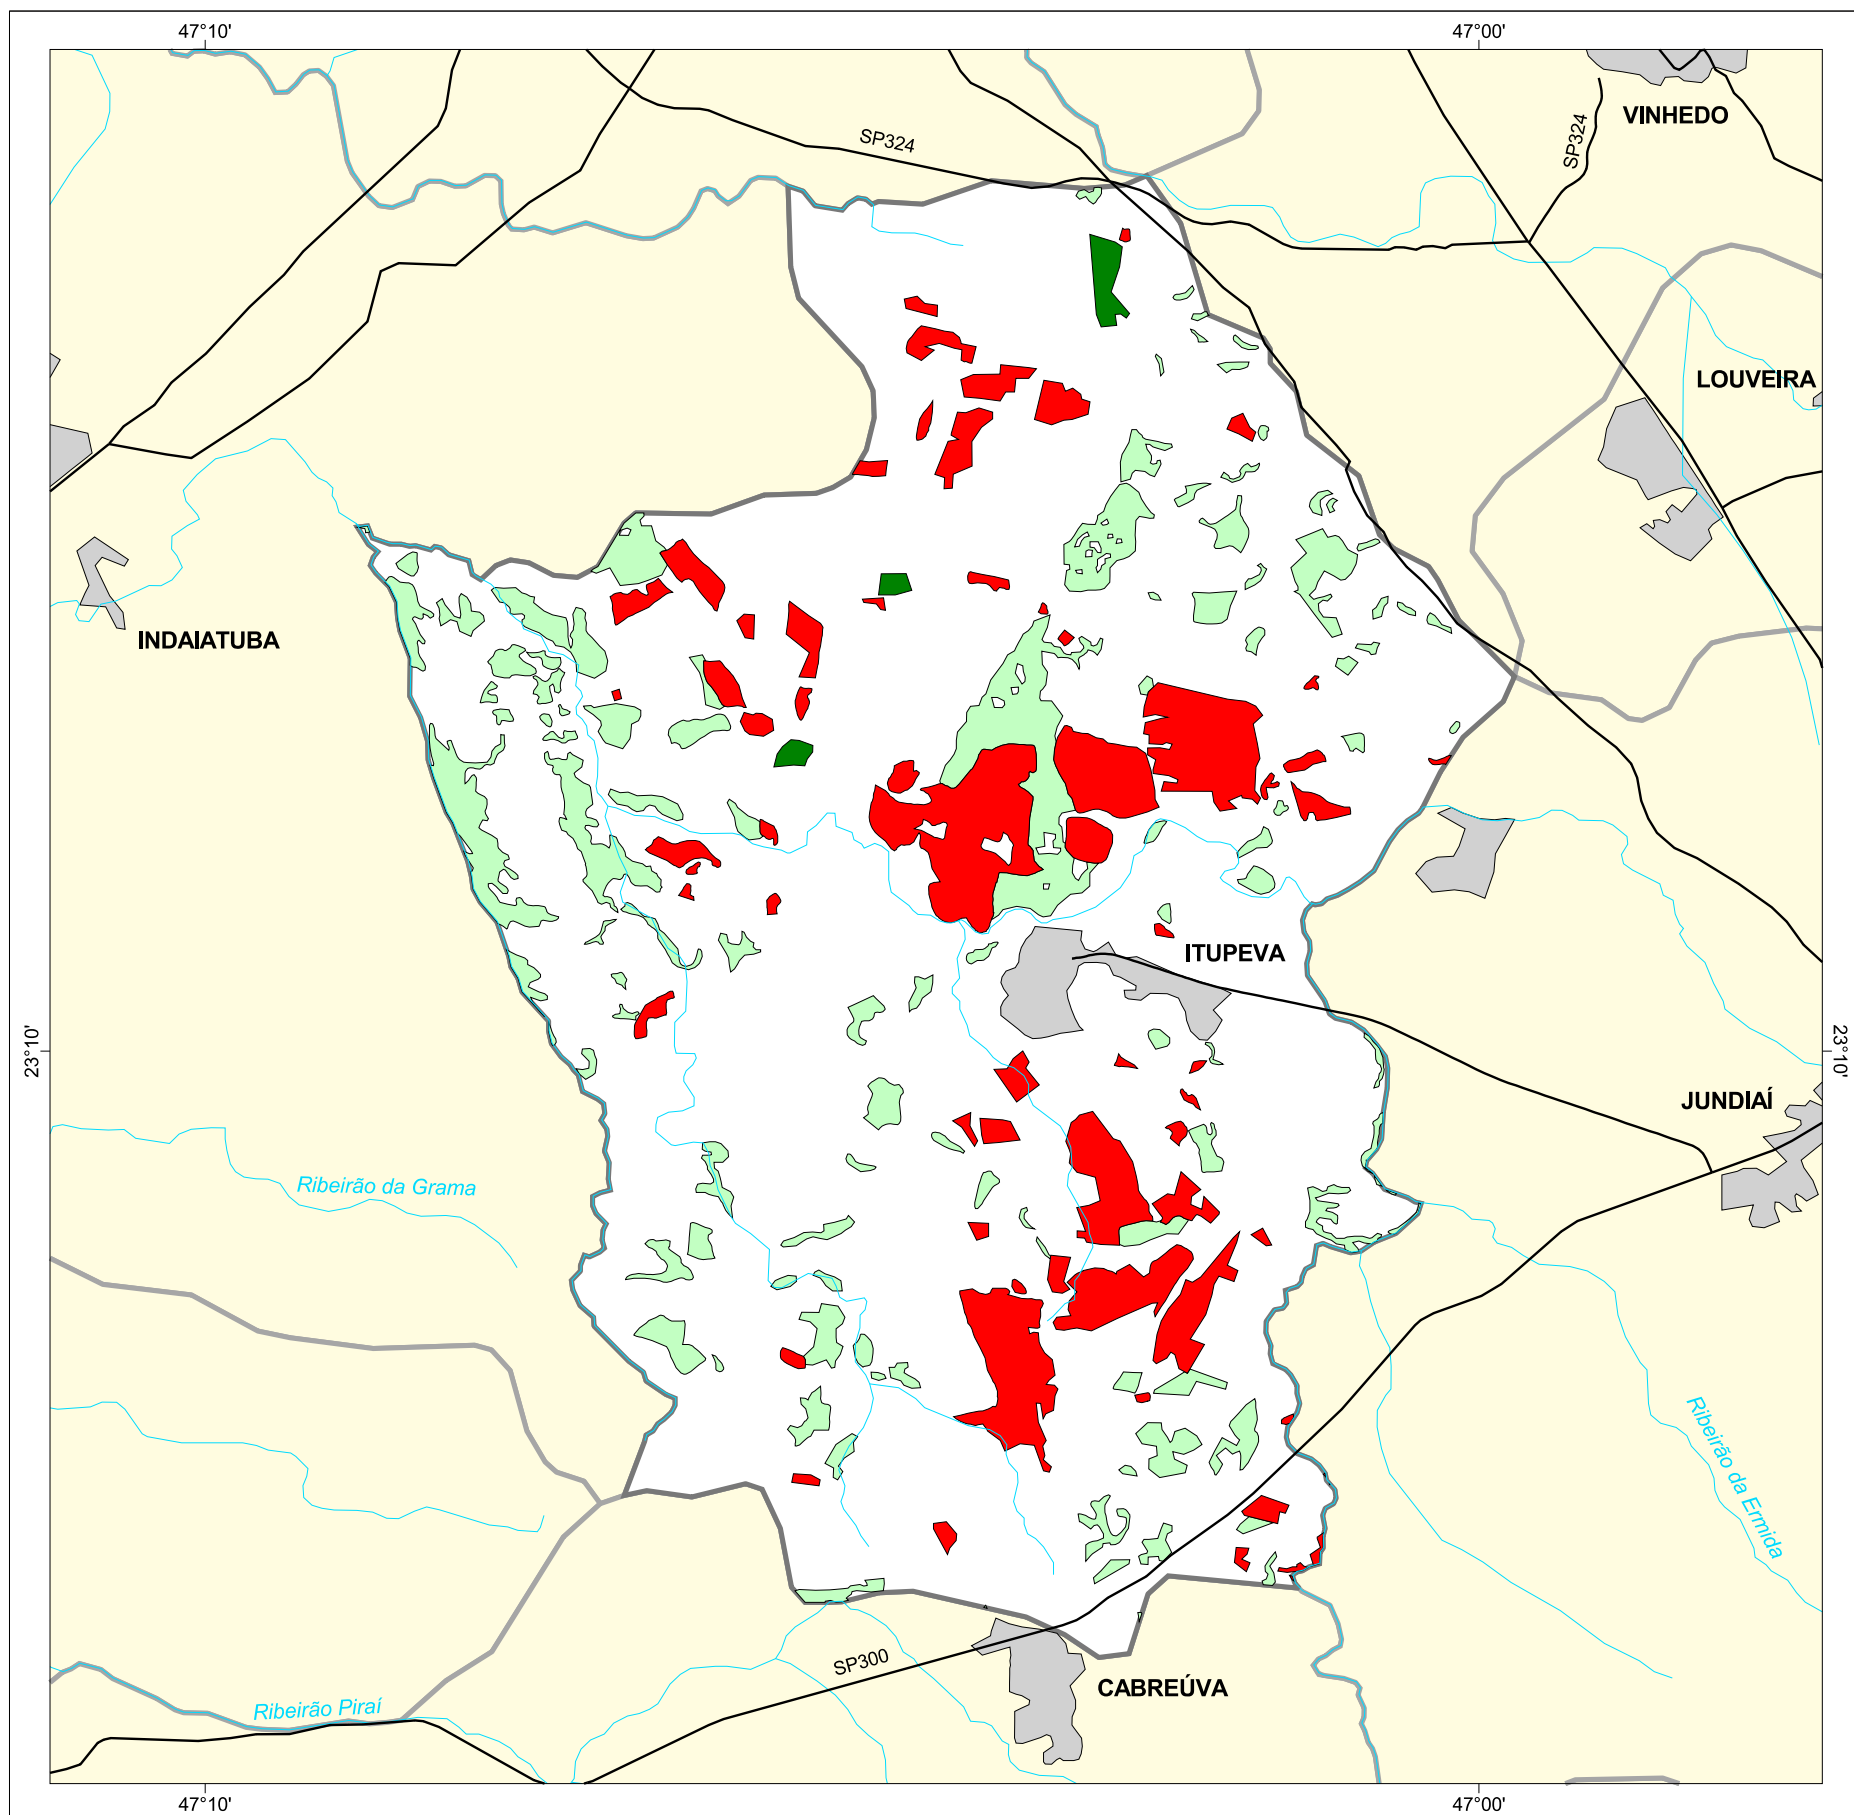 47°10'
47°00'
VINHEDO
SP324
SP324
LOUVEIRA
INDAIATUBA
ITUPEVA
23°10'
23°10'
JUNDIAÍ
Ribeirão da Grama
Ribeirão da Ermida
SP300
CABREÚVA
Ribeirão Piraí
47°10'
47°00'